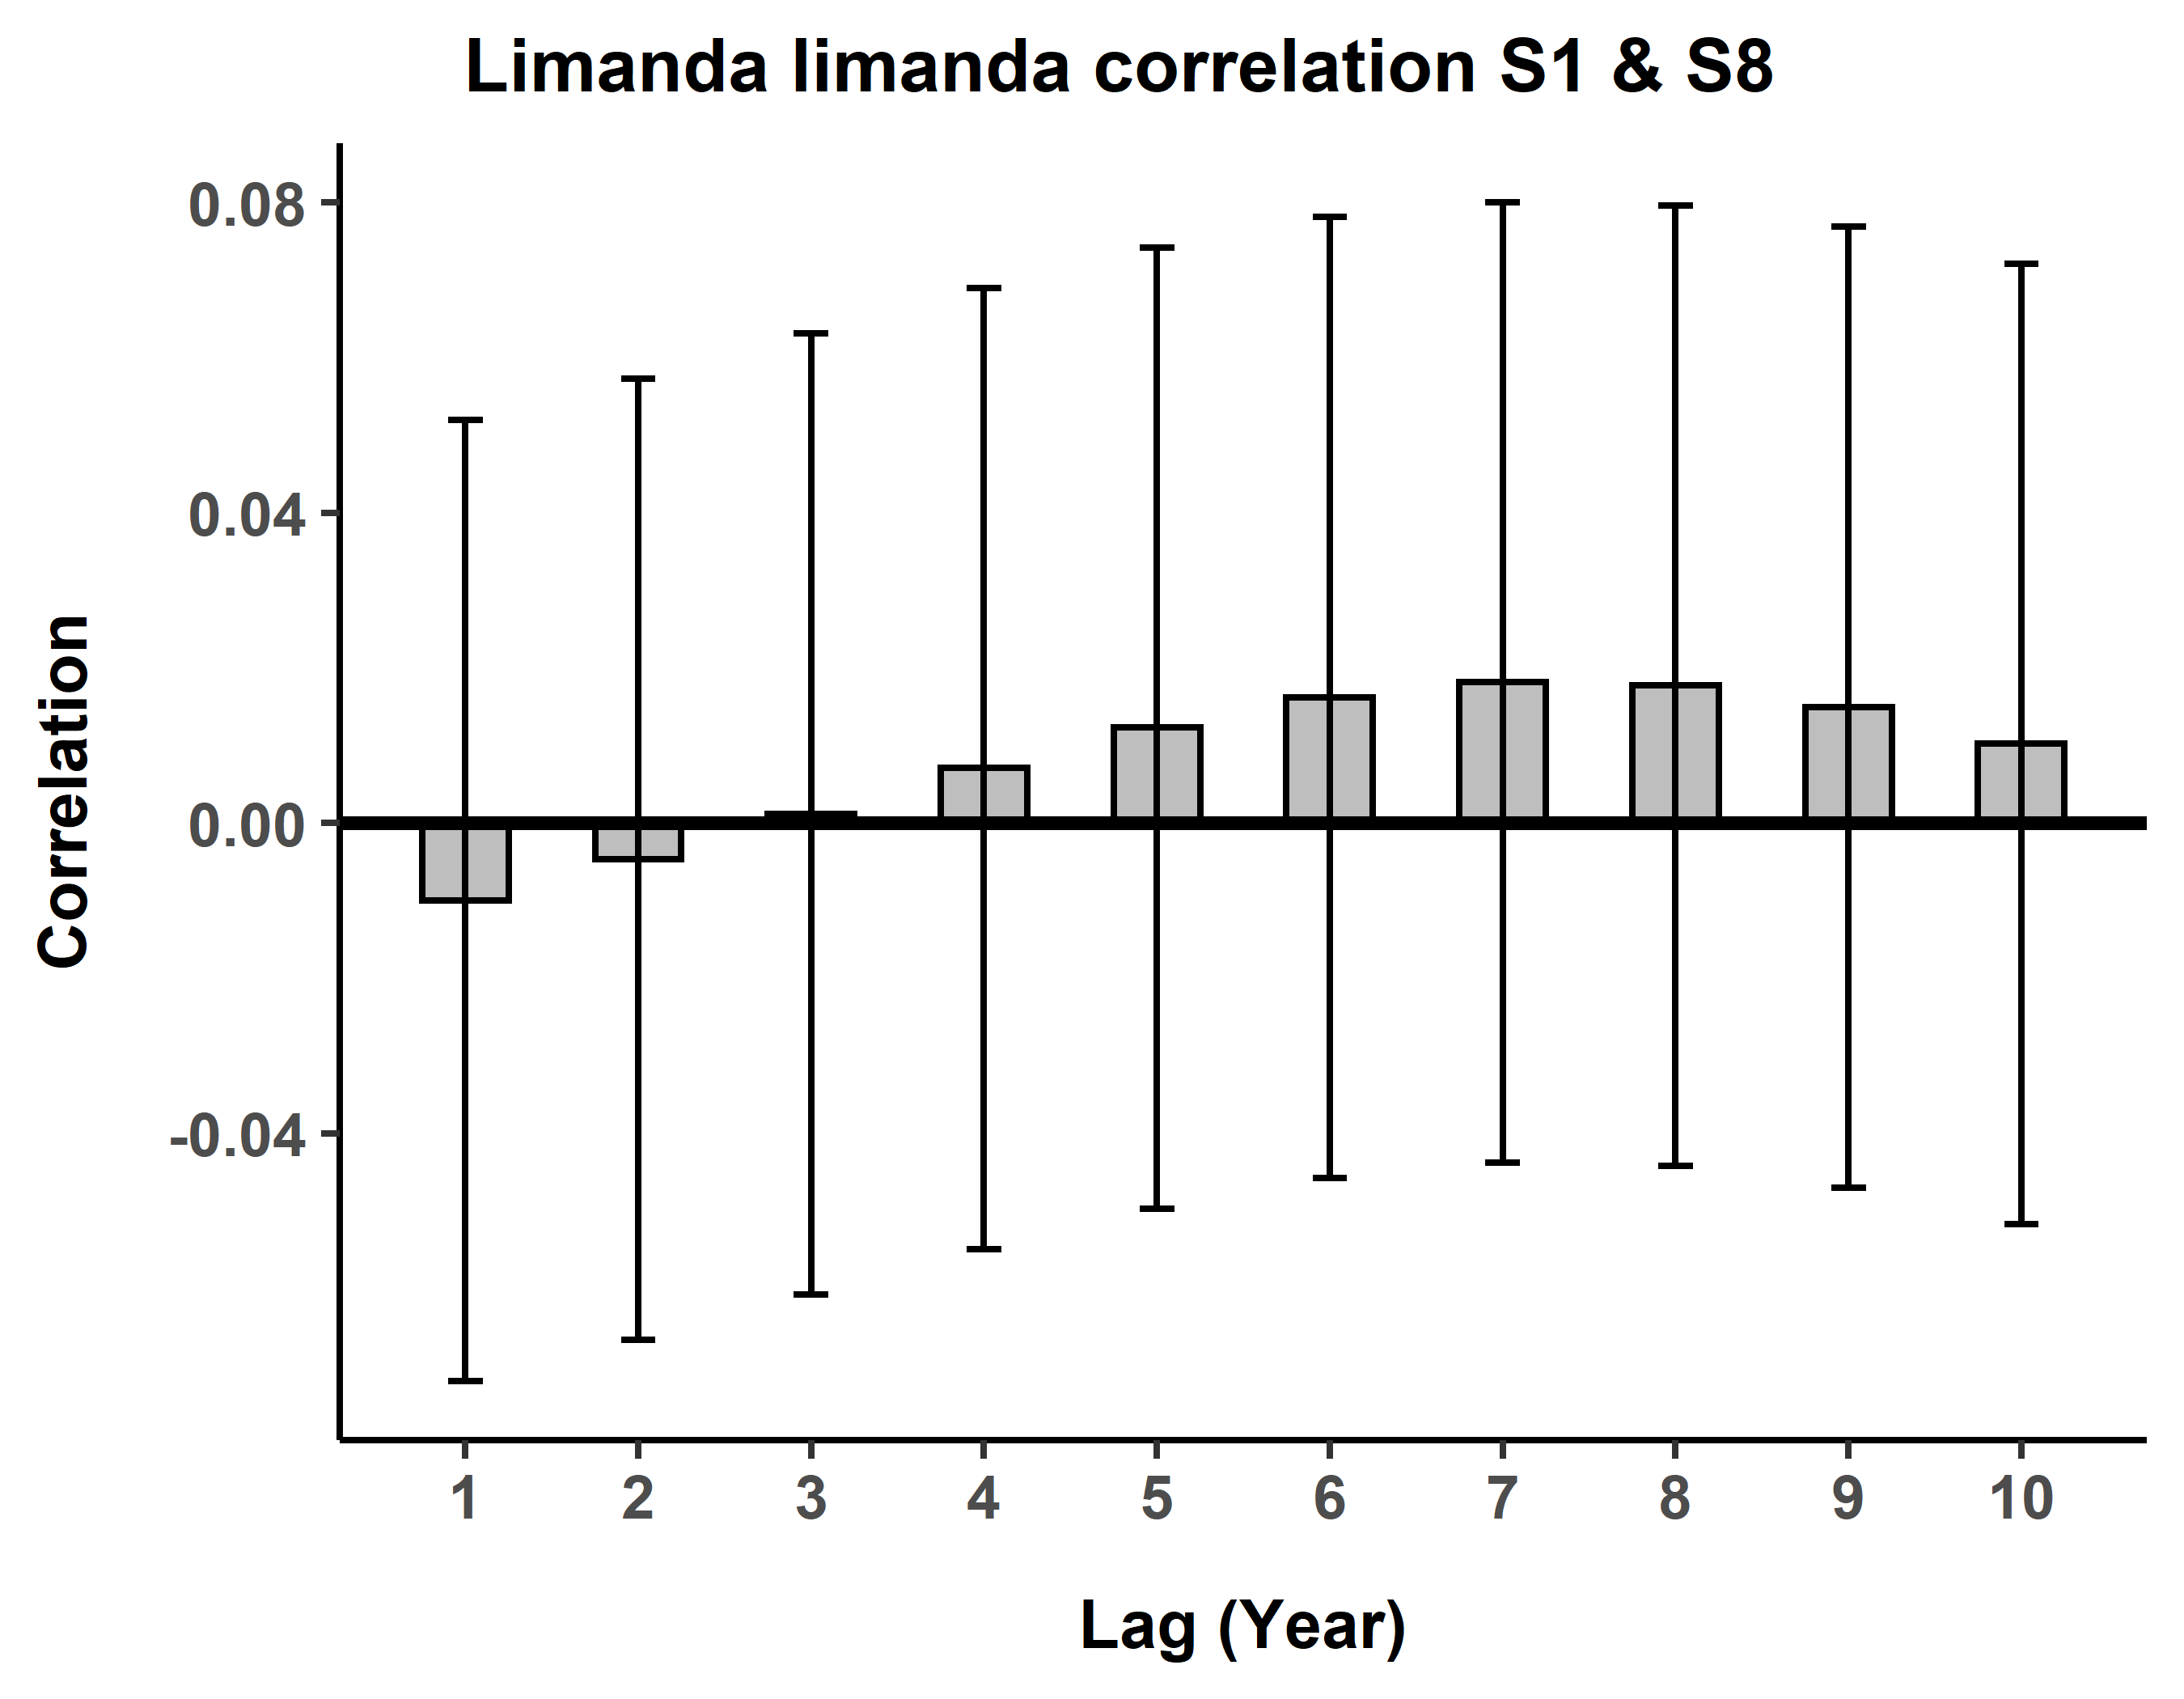 Limanda limanda correlation S1 & S8
0.08
0.04
0.00
-0.04
Correlation
1 2 3 4 5 6 7 8 9 10
Lag (Year)